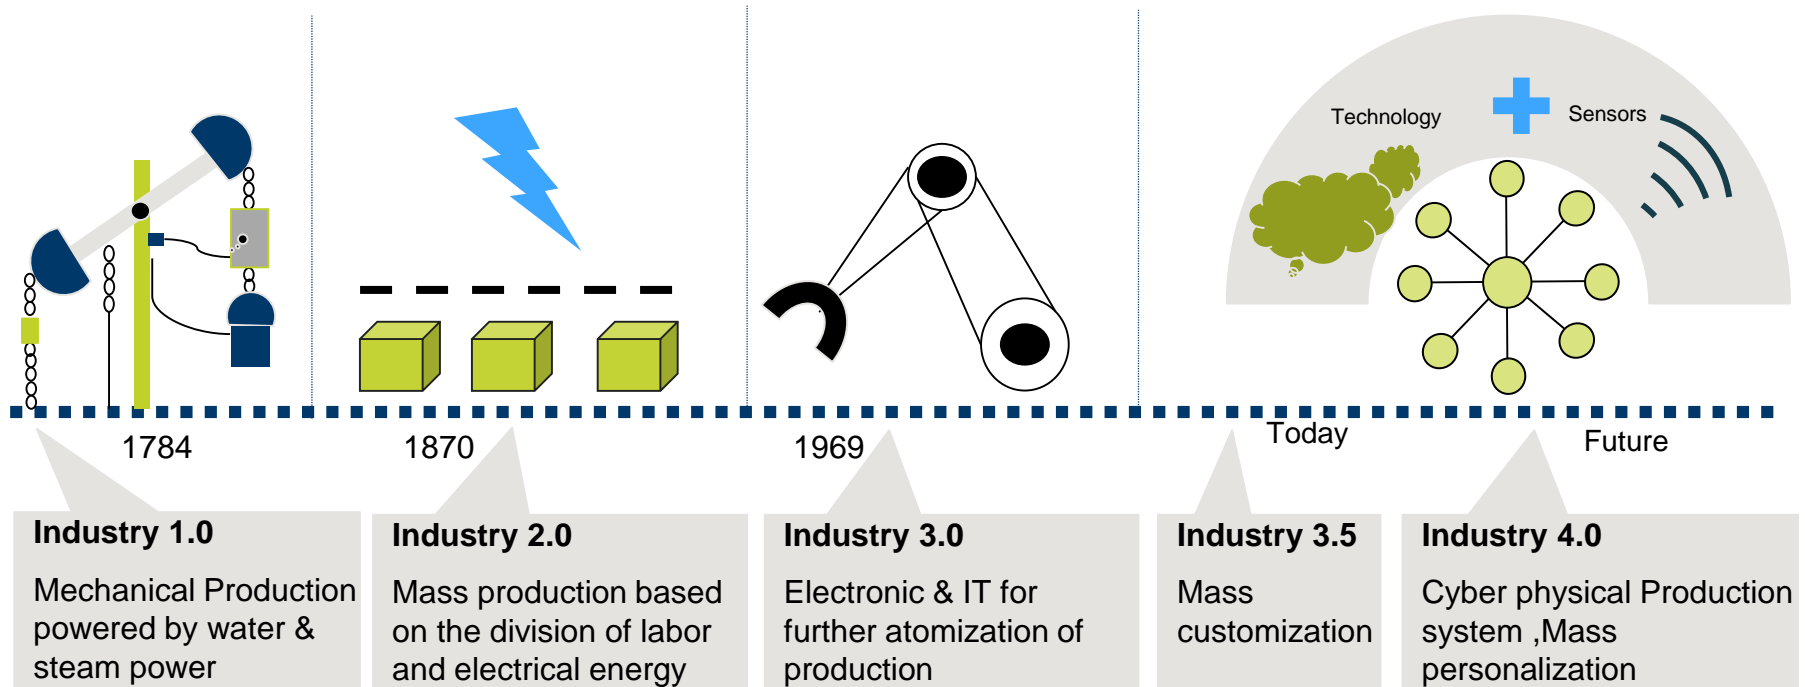 Technology
Sensors
1784
1870
1969
Today
Future
Industry 1.0
Mechanical Production
powered by water &
steam power
Industry 2.0
Mass production based
on the division of labor
and electrical energy
Industry 3.0
Electronic & IT for
further atomization of
production
Industry 3.5
Mass
customization
Industry 4.0
Cyber physical Production
system ,Mass
personalization